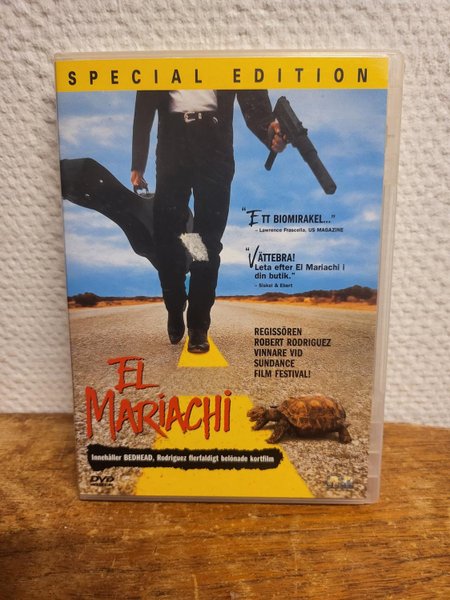 SPECIAL EDITION
"ETT BIOMIRAKEL..."
– Lawrence Frascella, US MAGAZINE
"VÄTTEBRA!
Leta efter El Mariachi i
din butik."
– Siskel & Ebert
REGISSÖREN
ROBERT RODRIGUEZ
VINNARE VID
SUNDANCE
FILM FESTIVAL!
EL
MARIACHI
Innehåller BEDHEAD, Rodriguez flerfaldigt belönade kortfilm
DVD